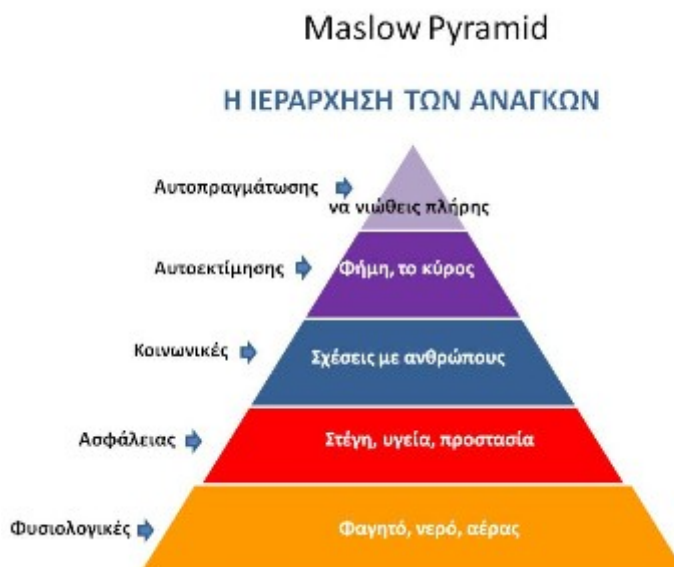 Maslow Pyramid
Η ΙΕΡΑΡΧΗΣΗ ΤΩΝ ΑΝΑΓΚΩΝ
Αυτοπραγμάτωσης
να νιώθεις πλήρης
Αυτοεκτίμησης
Φήμη, το κύρος
Κοινωνικές
Σχέσεις με ανθρώπους
Ασφάλειας
Στέγη, υγεία, προστασία
Φυσιολογικές
Φαγητό, νερό, αέρας